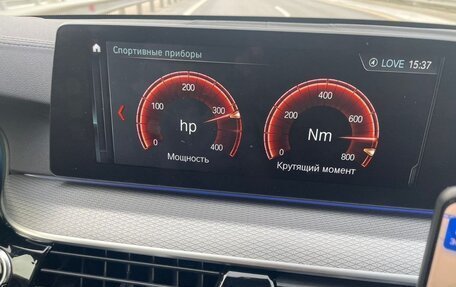 Спортивные приборы
LOVE 15:37
0
100
200
300
400
hp
Мощность
0
200
400
600
800
Nm
Крутящий момент